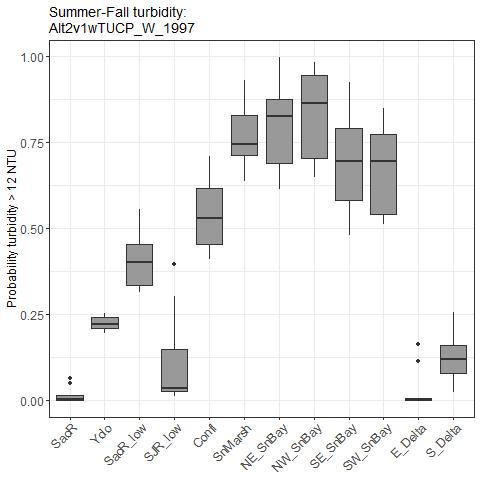 Summer-Fall turbidity:
Alt2v1wTUCP_W_1997
Probability turbidity > 12 NTU
1.00
0.75
0.50
0.25
0.00
SacR
Yolo
SacR_low
SJR_low
Confl
SnMarsh
NE_SnBay
NW_SnBay
SE_SnBay
SW_SnBay
E_Delta
S_Delta